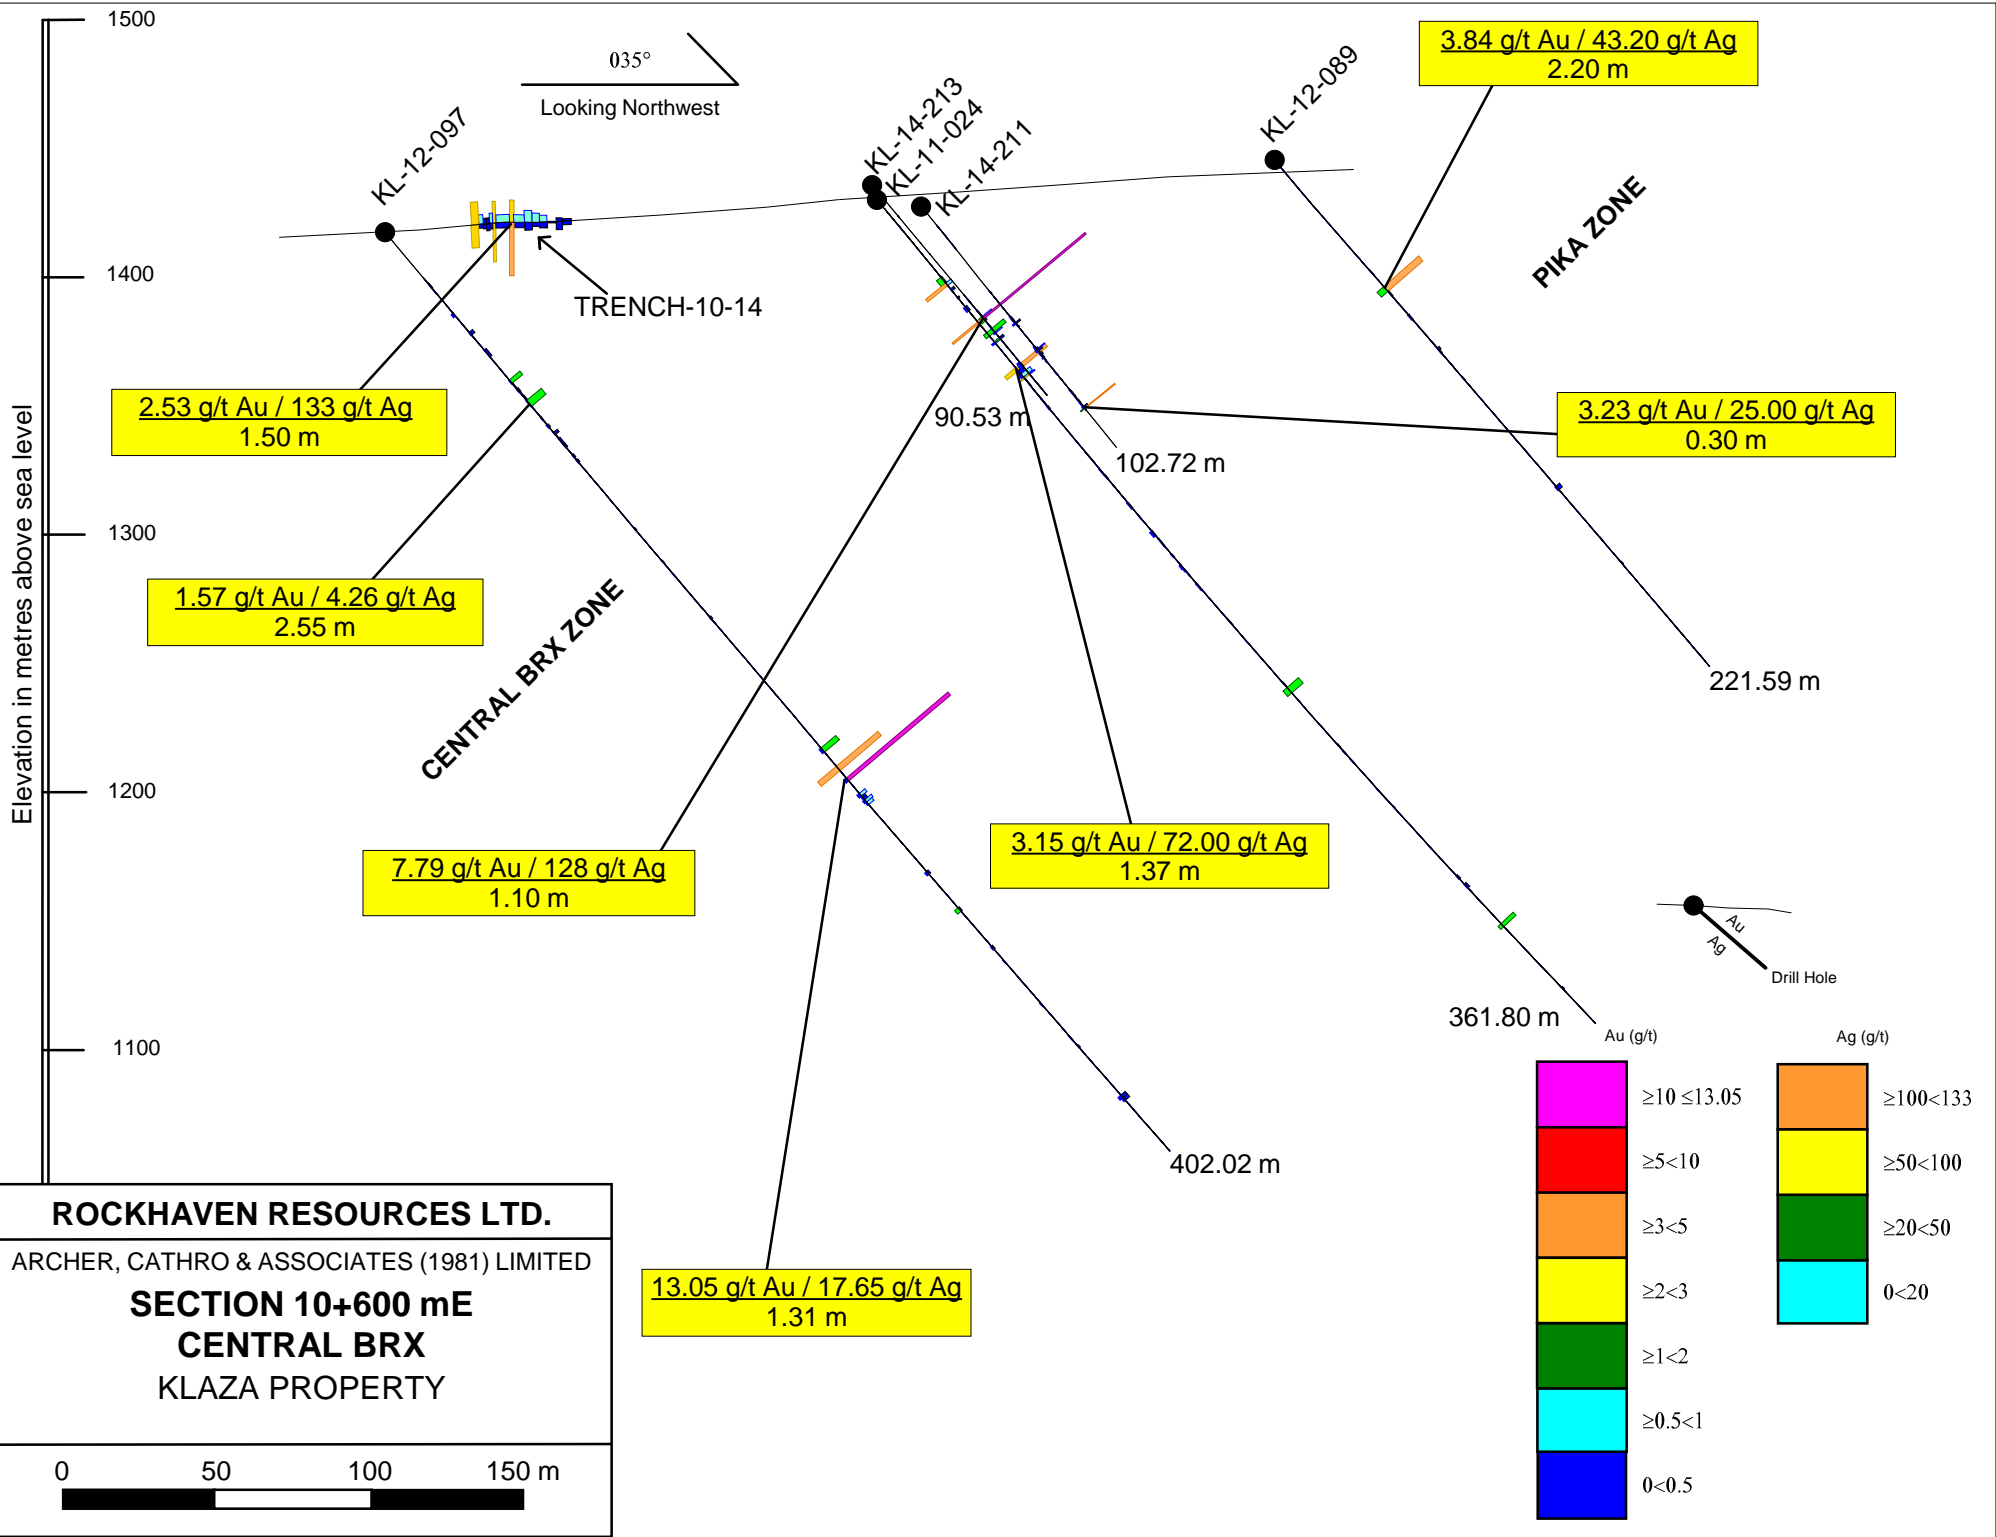 1500
035°
Looking Northwest
KL-12-097
KL-14-213
KL-11-024
KL-14-211
KL-12-089
3.84 g/t Au / 43.20 g/t Ag
2.20 m
PIKA ZONE
1400
TRENCH-10-14
2.53 g/t Au / 133 g/t Ag
1.50 m
90.53 m
102.72 m
3.23 g/t Au / 25.00 g/t Ag
0.30 m
Elevation in metres above sea level
1300
1.57 g/t Au / 4.26 g/t Ag
2.55 m
CENTRAL BRX ZONE
221.59 m
1200
7.79 g/t Au / 128 g/t Ag
1.10 m
3.15 g/t Au / 72.00 g/t Ag
1.37 m
Au
Ag
Drill Hole
1100
361.80 m
402.02 m
13.05 g/t Au / 17.65 g/t Ag
1.31 m
Au (g/t)
≥10 ≤13.05
≥5<10
≥3<5
≥2<3
≥1<2
≥0.5<1
0<0.5
Ag (g/t)
≥100<133
≥50<100
≥20<50
0<20
ROCKHAVEN RESOURCES LTD.
ARCHER, CATHRO & ASSOCIATES (1981) LIMITED
SECTION 10+600 mE
CENTRAL BRX
KLAZA PROPERTY
0 50 100 150 m